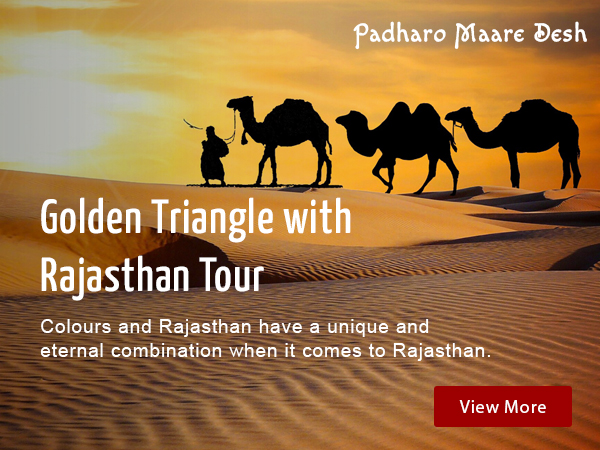 Padharo Maare Desh
Golden Triangle with
Rajasthan Tour
Colours and Rajasthan have a unique and
eternal combination when it comes to Rajasthan.
View More